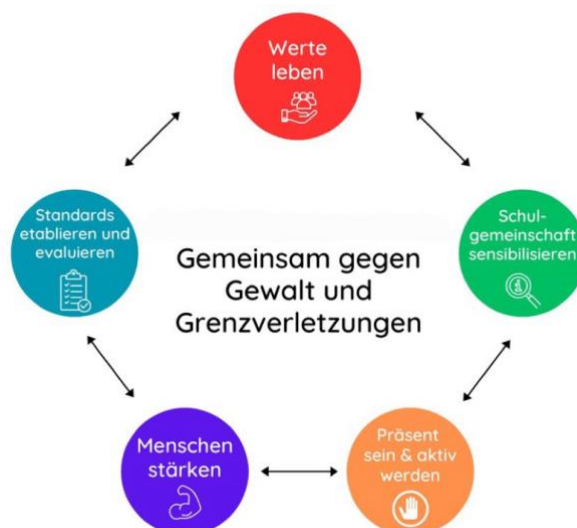 Werte
leben
Standards
etablieren und
evaluieren
Schul-
gemeinschaft
sensibilisieren
Gemeinsam gegen
Gewalt und
Grenzverletzungen
Menschen
stärken
Präsent
sein & aktiv
werden